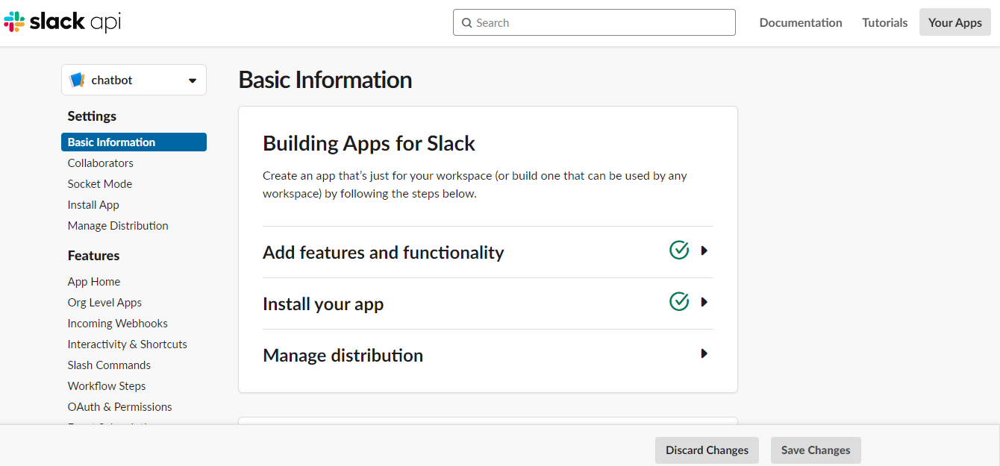 slack api
Search
Documentation
Tutorials
Your Apps
chatbot
Settings
Basic Information
Collaborators
Socket Mode
Install App
Manage Distribution
Features
App Home
Org Level Apps
Incoming Webhooks
Interactivity & Shortcuts
Slash Commands
Workflow Steps
OAuth & Permissions
Basic Information
Building Apps for Slack
Create an app that’s just for your workspace (or build one that can be used by any
workspace) by following the steps below.
Add features and functionality
Install your app
Manage distribution
Discard Changes
Save Changes